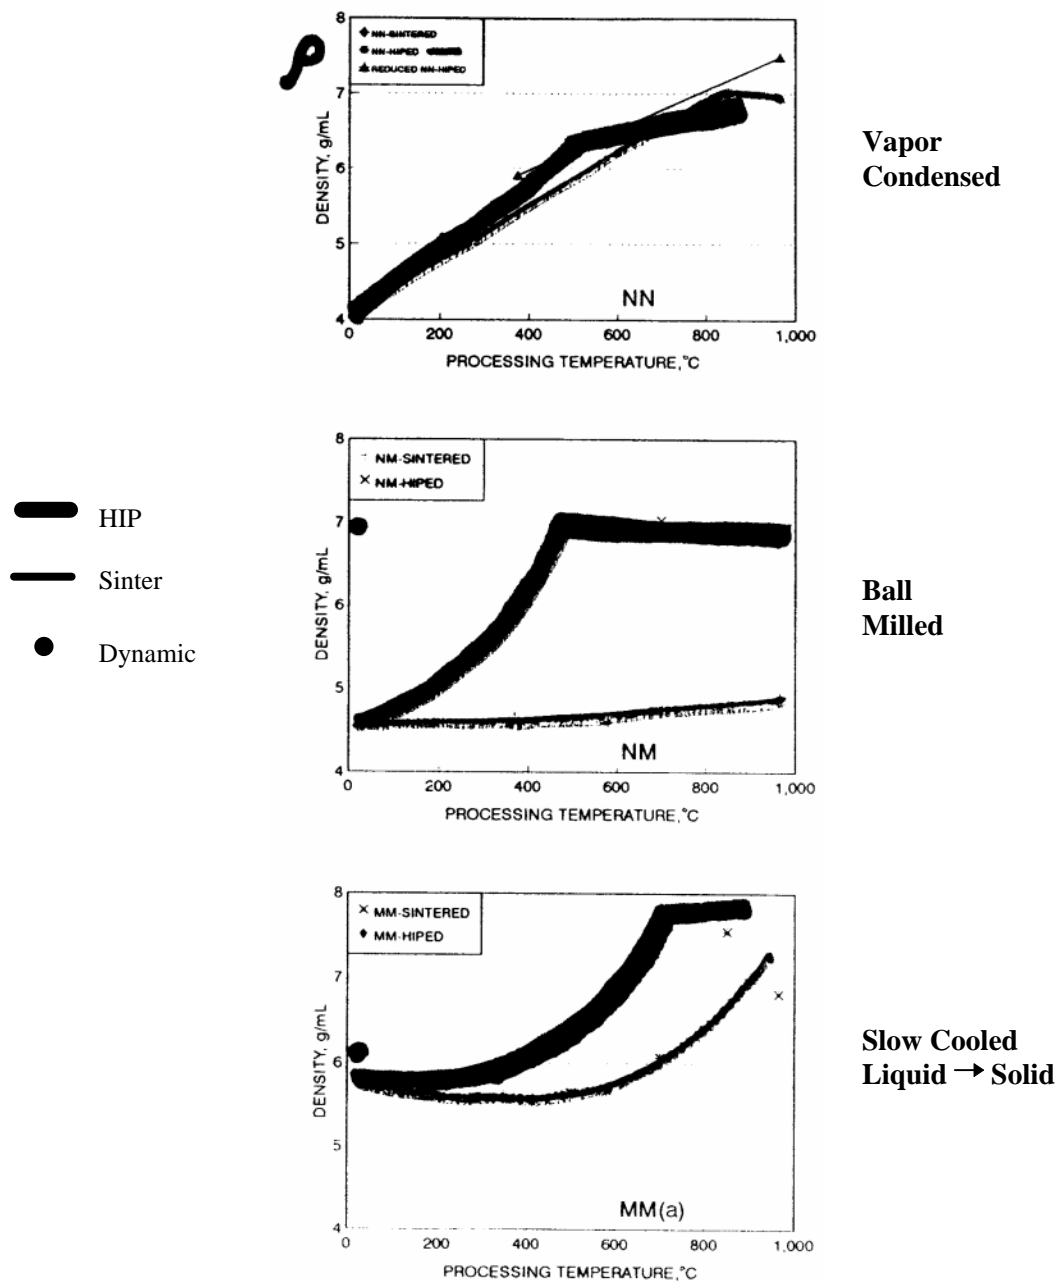 ρ
8
7
6
5
4
DENSITY, g/mL
NN-SINTERED
NN-HIPED
REDUCED NN-HIPED
NN
0 200 400 600 800 1,000
PROCESSING TEMPERATURE,°C
Vapor
Condensed
HIP
Sinter
Dynamic
8
7
6
5
4
DENSITY, g/mL
NM-SINTERED
NM-HIPED
NM
0 200 400 600 800 1,000
PROCESSING TEMPERATURE,°C
Ball
Milled
8
7
6
5
4
DENSITY, g/mL
MM-SINTERED
MM-HIPED
MM(a)
0 200 400 600 800 1,000
PROCESSING TEMPERATURE,°C
Slow Cooled
Liquid → Solid